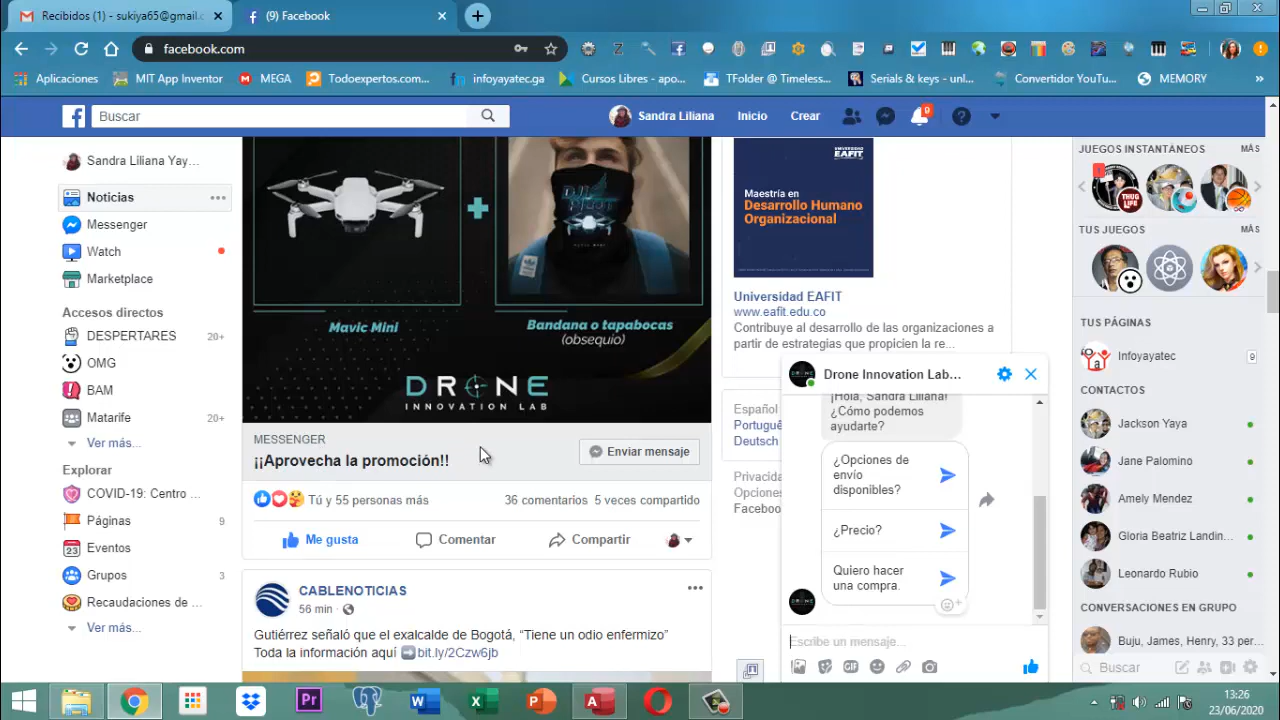 Recibidos (1) - sukiya65@gmail.c
(9) Facebook
facebook.com
Aplicaciones
MIT App Inventor
MEGA
Todoexpertos.com...
infoyayatec.ga
Cursos Libres - apo...
TFolder @ Timeless...
Serials & keys - unl...
Convertidor YouTu...
MEMORY
»
Buscar
Sandra Liliana
Inicio
Crear
9
Sandra Liliana Yay...
Noticias
Messenger
Watch
Marketplace
Accesos directos
DESPERTARES 20+
OMG
BAM
Matarife 20+
Ver más...
Explorar
COVID-19: Centro ...
Páginas 9
Eventos
Grupos 3
Recaudaciones de ...
Ver más...
Mavic Mini
Bandana o tapabocas
(obsequio)
DRONE
INNOVATION LAB
MESSENGER
¡¡Aprovecha la promoción!!
Enviar mensaje
Tú y 55 personas más
36 comentarios 5 veces compartido
Me gusta
Comentar
Compartir
CABLENOTICIAS
56 min
Gutiérrez señaló que el exalcalde de Bogotá, “Tiene un odio enfermizo”
Toda la información aquí bit.ly/2Czw6jb
UNIVERSIDAD
EAFIT
Maestría en
Desarrollo Humano
Organizacional
Universidad EAFIT
www.eafit.edu.co
Contribuye al desarrollo de las organizaciones a
partir de estrategias que propicien la re...
Español
Portugu
Deutsch
Privacida
Opcione
Facebook
Drone Innovation Lab...
¡Hola, Sandra Liliana!
¿Cómo podemos
ayudarte?
¿Opciones de
envío
disponibles?
¿Precio?
Quiero hacer
una compra.
Escribe un mensaje...
GIF
JUEGOS INSTANTÁNEOS MÁS
THUG
LIFE
TUS JUEGOS MÁS
TUS PÁGINAS
Infoyayatec 9
CONTACTOS
Jackson Yaya
Jane Palomino
Amely Mendez
Gloria Beatriz Landin...
Leonardo Rubio
CONVERSACIONES EN GRUPO
Buju, James, Henry, 33 per...
Buscar
13:26
23/06/2020